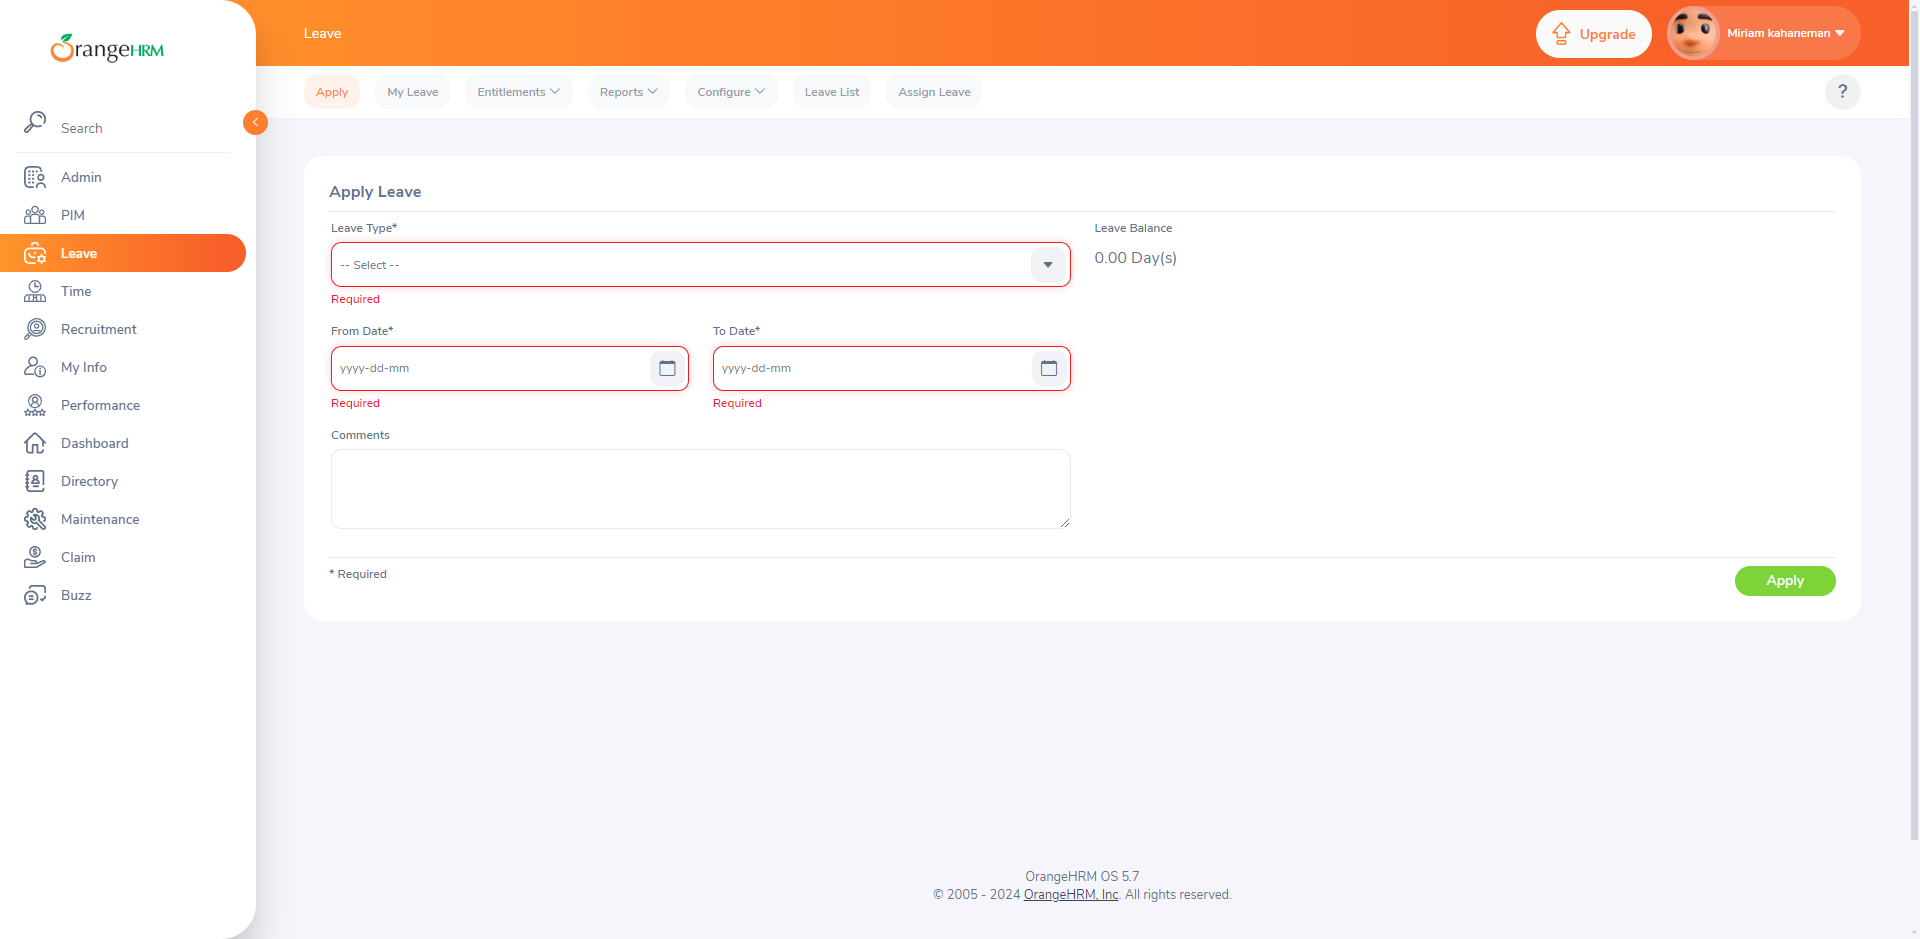 OrangeHRM
Leave
Upgrade
Miriam kahaneman
Apply
My Leave
Entitlements
Reports
Configure
Leave List
Assign Leave
?
Search
Admin
PIM
Leave
Time
Recruitment
My Info
Performance
Dashboard
Directory
Maintenance
Claim
Buzz
Apply Leave
Leave Type*
Leave Balance
-- Select --
0.00 Day(s)
Required
From Date*
To Date*
yyyy-dd-mm
yyyy-dd-mm
Required
Required
Comments
* Required
Apply
OrangeHRM OS 5.7
© 2005 - 2024 OrangeHRM, Inc. All rights reserved.